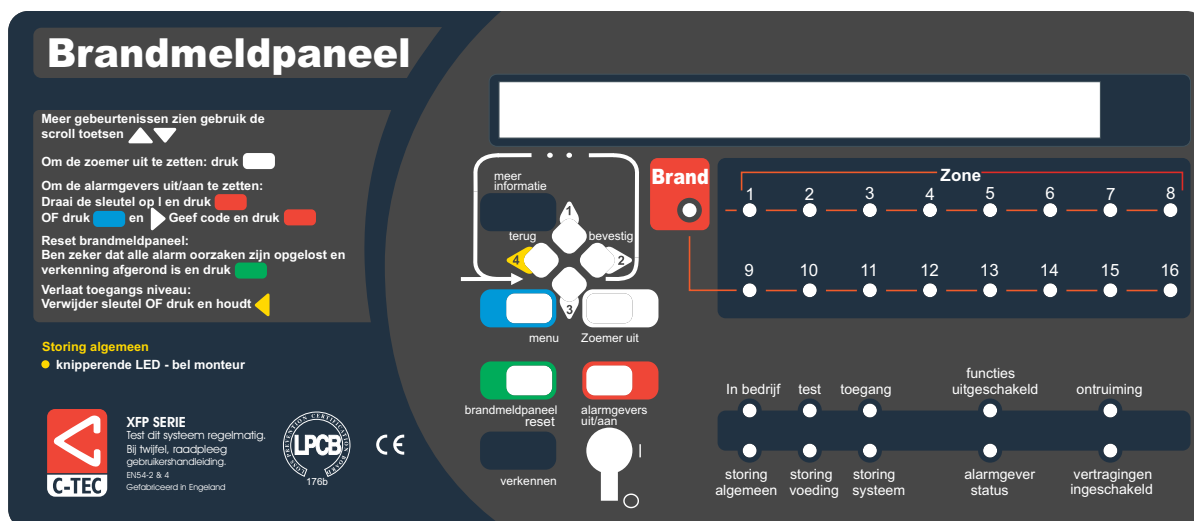 Brandmeldpaneel
Meer gebeurtenissen zien gebruik de
scroll toetsen
Om de zoemer uit te zetten: druk
Om de alarmgevers uit/aan te zetten:
Draai de sleutel op I en druk
OF druk en Geef code en druk
Reset brandmeldpaneel:
Ben zeker dat alle alarm oorzaken zijn opgelost en
verkenning afgerond is en druk
Verlaat toegangs niveau:
Verwijder sleutel OF druk en houdt
Storing algemeen
knipperende LED - bel monteur
C-TEC
XFP SERIE
Test dit systeem regelmatig.
Bij twijfel, raadpleeg
gebruikershandleiding.
EN54-2 & 4
Gefabriceerd in Engeland
LOSS PREVENTION CERTIFICATION BOARD
LPCB
176b
CE
meer
informatie
1
terug
bevestig
4
2
3
menu
Zoemer uit
brandmeldpaneel
reset
alarmgevers
uit/aan
verkennen
I
O
Brand
Zone
1 2 3 4 5 6 7 8
9 10 11 12 13 14 15 16
In bedrijf
test
toegang
functies
uitgeschakeld
ontruiming
storing
algemeen
storing
voeding
storing
systeem
alarmgever
status
vertragingen
ingeschakeld